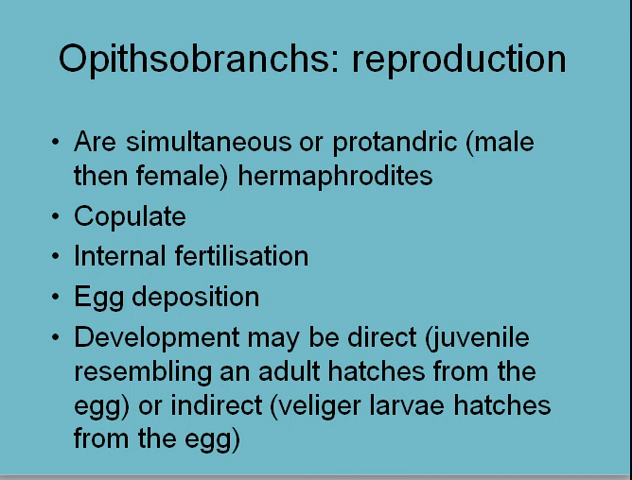 Opithsobranchs: reproduction
• Are simultaneous or protandric (male
then female) hermaphrodites
• Copulate
• Internal fertilisation
• Egg deposition
• Development may be direct (juvenile
resembling an adult hatches from the
egg) or indirect (veliger larvae hatches
from the egg)